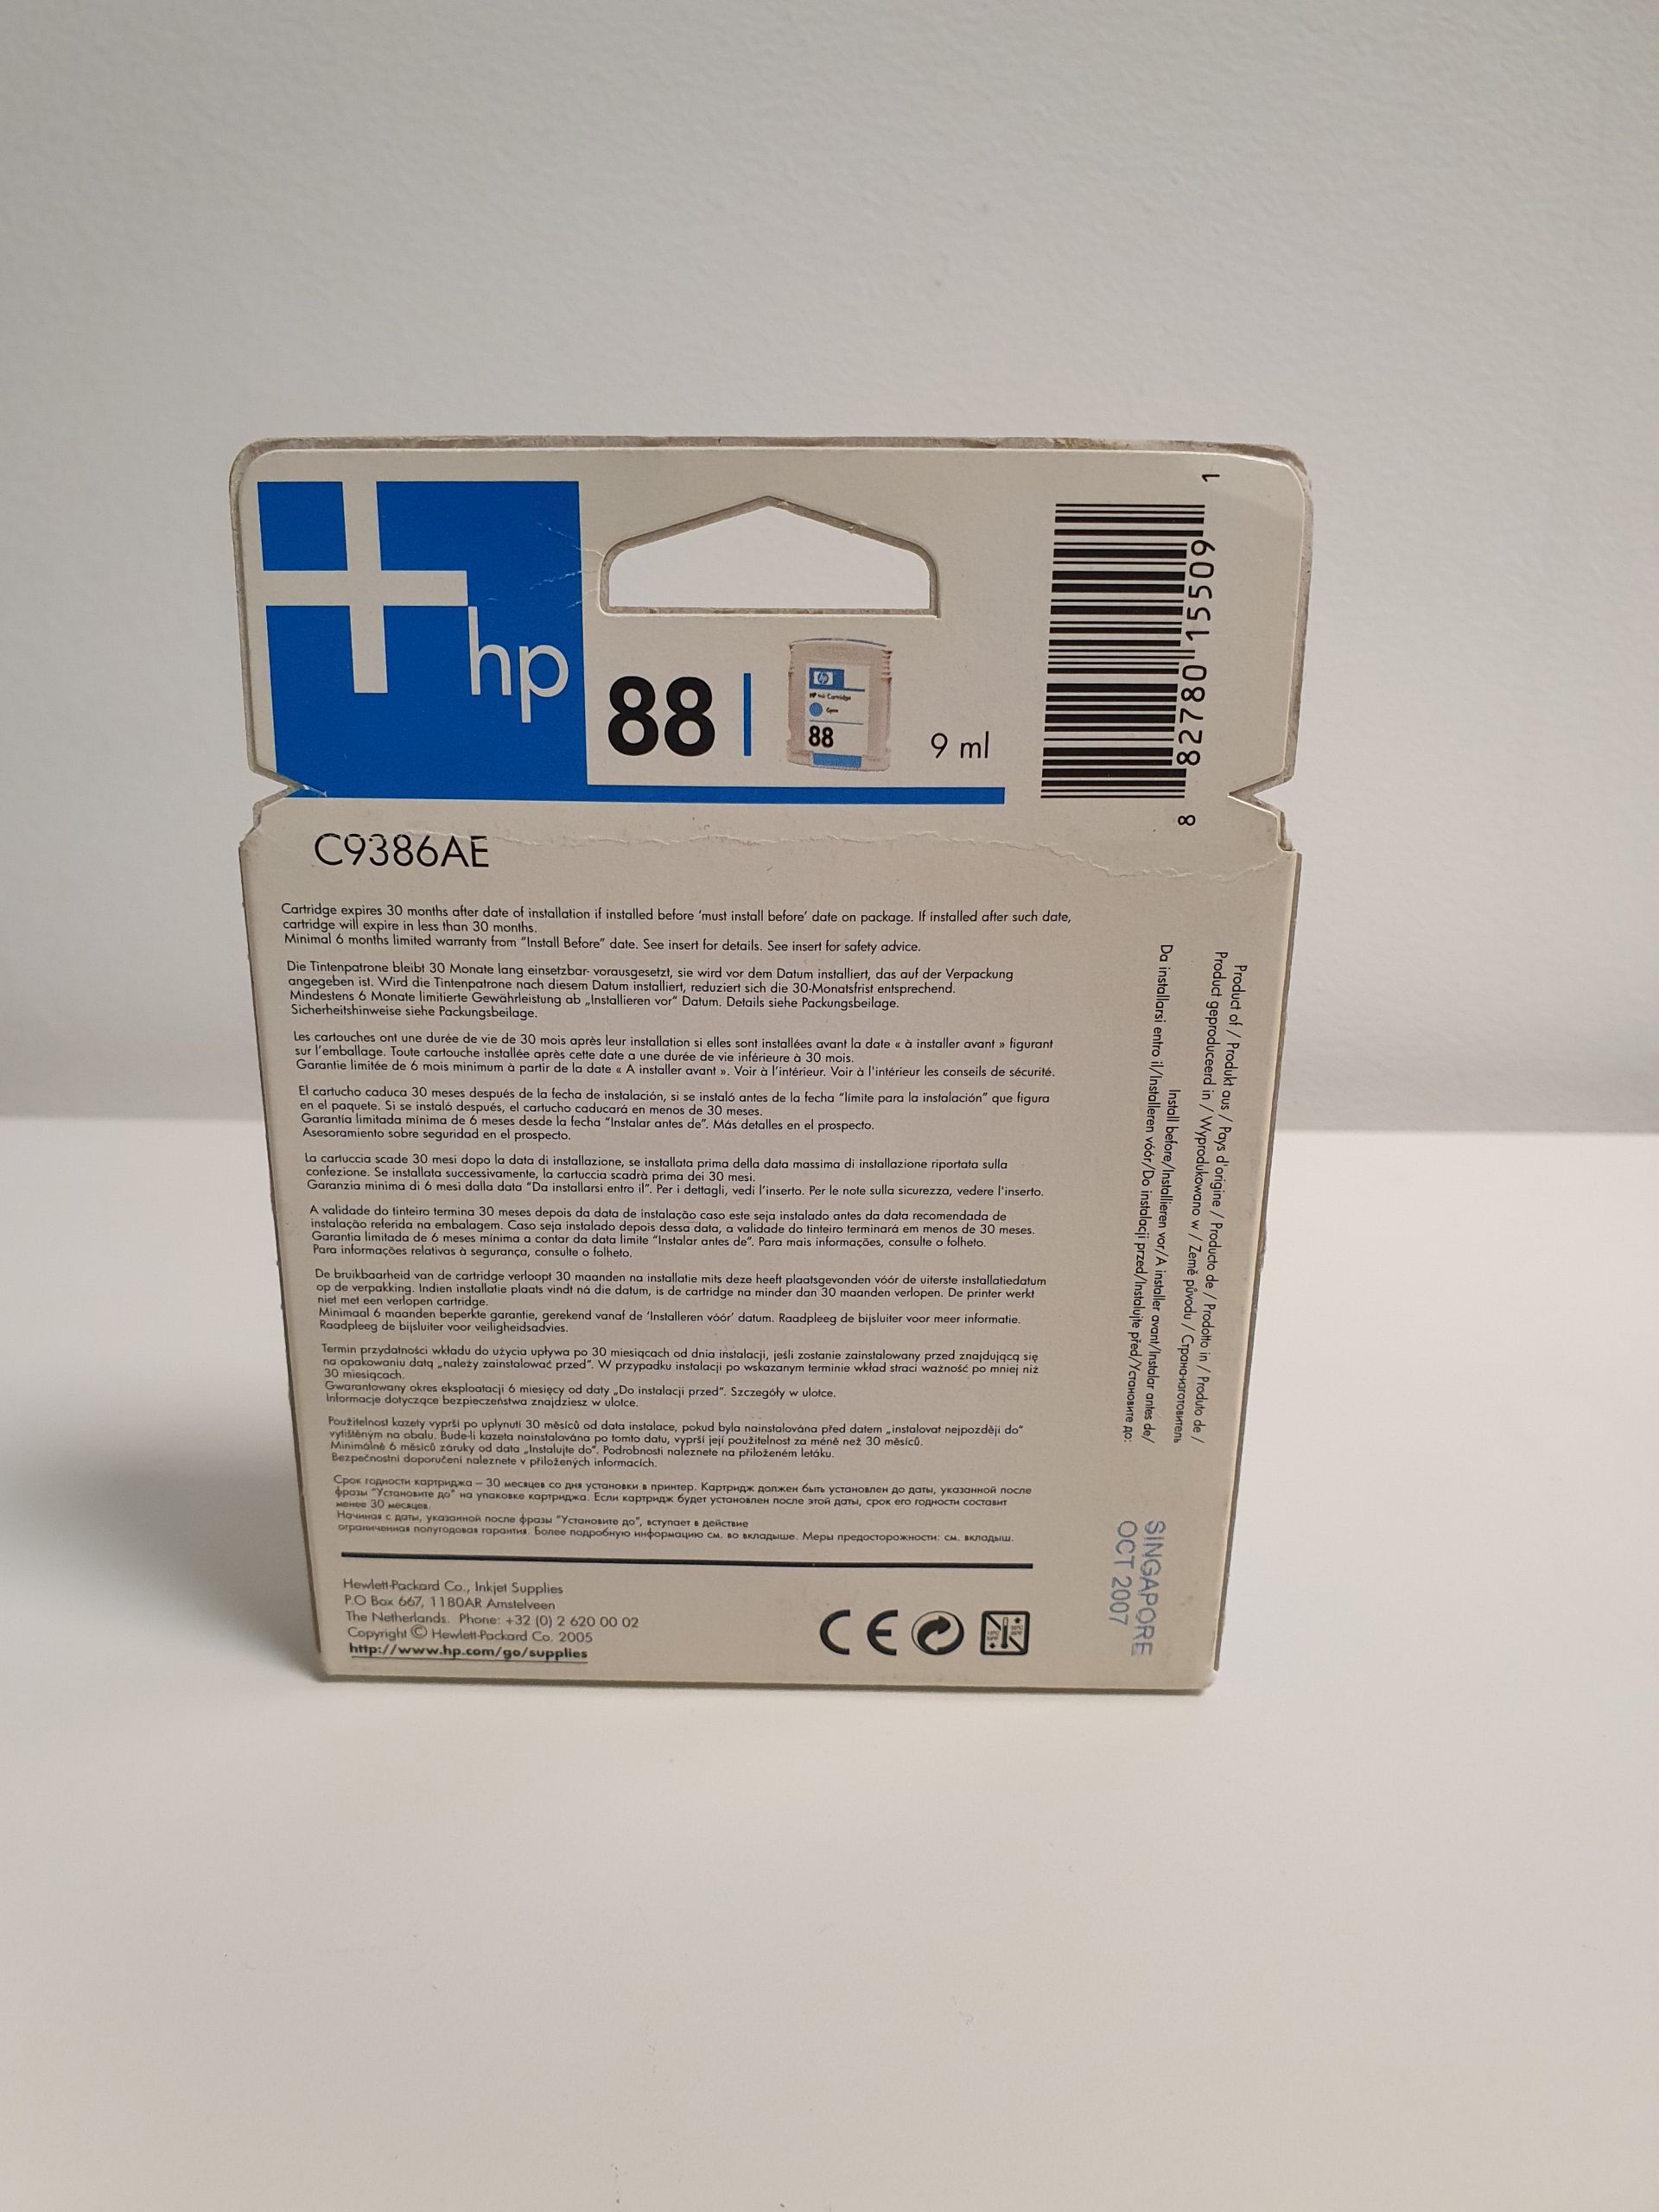 hp
88
hp
HP Ink Cartridge
Cyan
88
9 ml
8 82780 15509 1
C9386AE
Cartridge expires 30 months after date of installation if installed before ‘must install before’ date on package. If installed after such date,
cartridge will expire in less than 30 months.
Minimal 6 months limited warranty from “Install Before” date. See insert for details. See insert for safety advice.
Die Tintenpatrone bleibt 30 Monate lang einsetzbar- vorausgesetzt, sie wird vor dem Datum installiert, das auf der Verpackung
angegeben ist. Wird die Tintenpatrone nach diesem Datum installiert, reduziert sich die 30-Monatsfrist entsprechend.
Mindestens 6 Monate limitierte Gewährleistung ab „Installieren vor“ Datum. Details siehe Packungsbeilage.
Sicherheitshinweise siehe Packungsbeilage.
Les cartouches ont une durée de vie de 30 mois après leur installation si elles sont installées avant la date « à installer avant » figurant
sur l’emballage. Toute cartouche installée après cette date a une durée de vie inférieure à 30 mois.
Garantie limitée de 6 mois minimum à partir de la date « A installer avant ». Voir à l’intérieur. Voir à l'intérieur les conseils de sécurité.
El cartucho caduca 30 meses después de la fecha de instalación, si se instaló antes de la fecha “límite para la instalación” que figura
en el paquete. Si se instaló después, el cartucho caducará en menos de 30 meses.
Garantía limitada mínima de 6 meses desde la fecha “Instalar antes de”. Más detalles en el prospecto.
Asesoramiento sobre seguridad en el prospecto.
La cartuccia scade 30 mesi dopo la data di installazione, se installata prima della data massima di installazione riportata sulla
confezione. Se installata successivamente, la cartuccia scadrà prima dei 30 mesi.
Garanzia minima di 6 mesi dalla data “Da installarsi entro il”. Per i dettagli, vedi l’inserto. Per le note sulla sicurezza, vedere l'inserto.
A validade do tinteiro termina 30 meses depois da data de instalação caso este seja instalado antes da data recomendada de
instalação referida na embalagem. Caso seja instalado depois dessa data, a validade do tinteiro terminará em menos de 30 meses.
Garantia limitada de 6 meses mínima a contar da data limite “Instalar antes de”. Para mais informações, consulte o folheto.
Para informações relativas à segurança, consulte o folheto.
De bruikbaarheid van de cartridge verloopt 30 maanden na installatie mits deze heeft plaatsgevonden vóór de uiterste installatiedatum
op de verpakking. Indien installatie plaats vindt ná die datum, is de cartridge na minder dan 30 maanden verlopen. De printer werkt
niet met een verlopen cartridge.
Minimaal 6 maanden beperkte garantie, gerekend vanaf de ‘Installeren vóór’ datum. Raadpleeg de bijsluiter voor meer informatie.
Raadpleeg de bijsluiter voor veiligheidsadvies.
Termin przydatności wkładu do użycia upływa po 30 miesiącach od dnia instalacji, jeśli zostanie zainstalowany przed znajdującą się
na opakowaniu datą „należy zainstalować przed”. W przypadku instalacji po wskazanym terminie wkład straci ważność po mniej niż
30 miesiącach.
Gwarantowany okres eksploatacji 6 miesięcy od daty „Do instalacji przed”. Szczegóły w ulotce.
Informacje dotyczące bezpieczeństwa znajdziesz w ulotce.
Použitelnost kazety vyprší po uplynutí 30 měsíců od data instalace, pokud byla nainstalována před datem „instalovat nejpozději do“
vytištěným na obalu. Bude-li kazeta nainstalována po tomto datu, vyprší její použitelnost za méně než 30 měsíců.
Minimálně 6 měsíců záruky od data „Instalujte do“. Podrobnosti naleznete na přiloženém letáku.
Bezpečnostní doporučení naleznete v přiložených informacích.
Срок годности картриджа – 30 месяцев со дня установки в принтер. Картридж должен быть установлен до даты, указанной после
фразы “Установите до” на упаковке картриджа. Если картридж будет установлен после этой даты, срок его годности составит
менее 30 месяцев.
Начиная с даты, указанной после фразы “Установите до”, вступает в действие
ограниченная полугодовая гарантия. Более подробную информацию см. во вкладыше. Меры предосторожности: см. вкладыш.
Hewlett-Packard Co., Inkjet Supplies
P.O Box 667, 1180AR Amstelveen
The Netherlands. Phone: +32 (0) 2 620 00 02
Copyright © Hewlett-Packard Co. 2005
http://www.hp.com/go/supplies
CE
Product of / Produkt aus / Pays d'origine / Producto de / Prodotto in / Produto de /
Product geproduceerd in / Wyprodukowano w / Země původu / Страна-изготовитель
Install before/Installieren vor/A installer avant/Instalar antes de/
Da installarsi entro il/Installeren vóór/Do instalacji przed/Instalujte před/Установите до:
SINGAPORE
OCT 2007